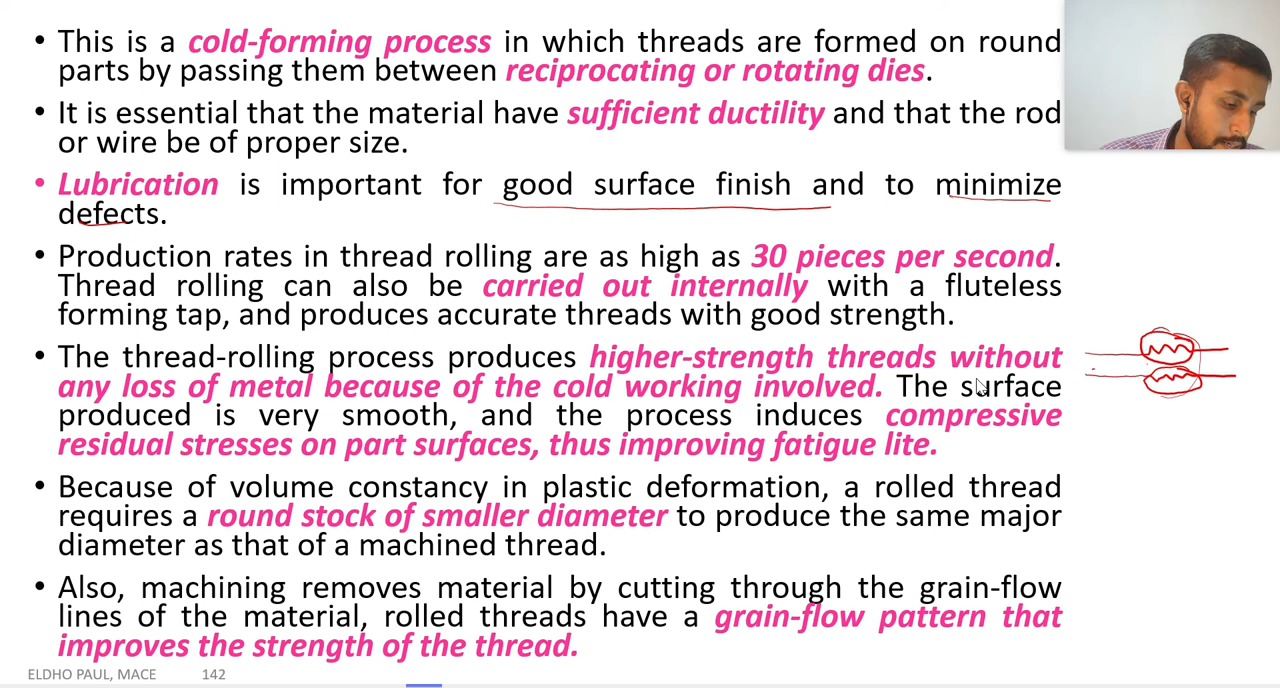 • This is a cold-forming process in which threads are formed on round
parts by passing them between reciprocating or rotating dies.
• It is essential that the material have sufficient ductility and that the rod
or wire be of proper size.
• Lubrication is important for good surface finish and to minimize
defects.
• Production rates in thread rolling are as high as 30 pieces per second.
Thread rolling can also be carried out internally with a fluteless
forming tap, and produces accurate threads with good strength.
• The thread-rolling process produces higher-strength threads without
any loss of metal because of the cold working involved. The surface
produced is very smooth, and the process induces compressive
residual stresses on part surfaces, thus improving fatigue lite.
• Because of volume constancy in plastic deformation, a rolled thread
requires a round stock of smaller diameter to produce the same major
diameter as that of a machined thread.
• Also, machining removes material by cutting through the grain-flow
lines of the material, rolled threads have a grain-flow pattern that
improves the strength of the thread.
ELDHO PAUL, MACE 142